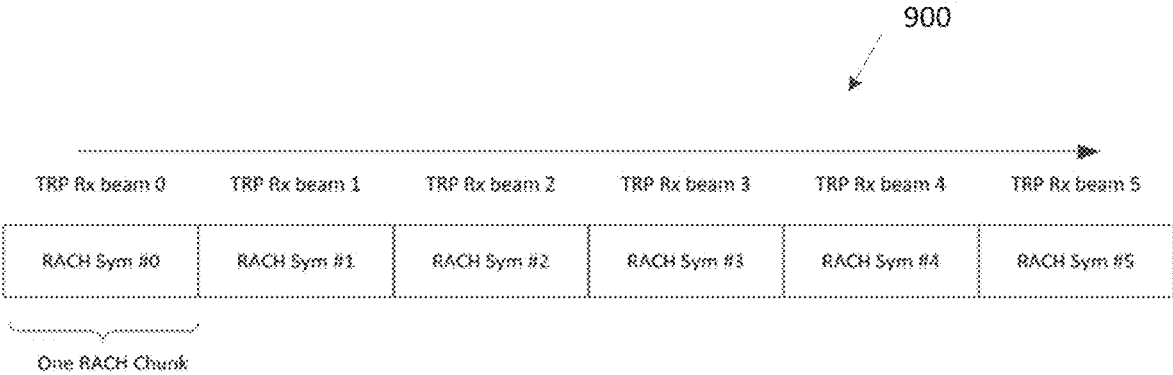 900
TRP Rx beam 0 TRP Rx beam 1 TRP Rx beam 2 TRP Rx beam 3 TRP Rx beam 4 TRP Rx beam 5
RACH Sym #0 RACH Sym #1 RACH Sym #2 RACH Sym #3 RACH Sym #4 RACH Sym #5
One RACH Chunk